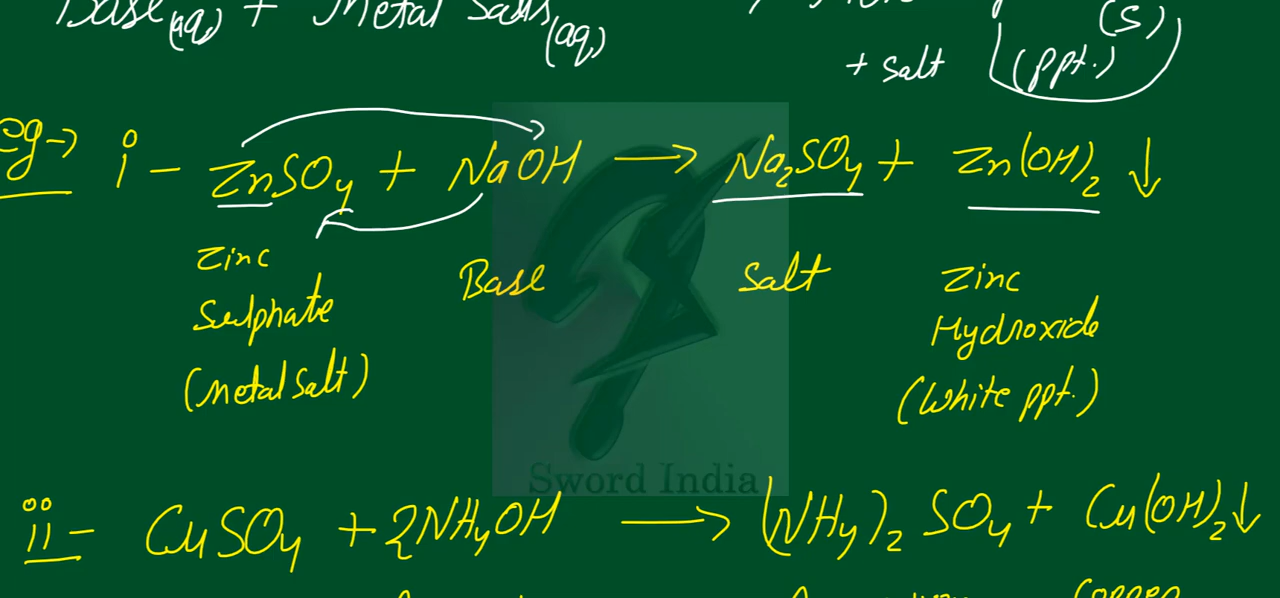 Base(aq) + Metal Salts(aq)
+ Salt (ppt.) (s)
eg→ i - ZnSO4 + NaOH → Na2SO4 + Zn(OH)2 ↓
Zinc Sulphate (metal salt)
Base
Salt
Zinc Hydroxide (White ppt.)
Sword India
ii - CuSO4 + 2NH4OH → (NH4)2 SO4 + Cu(OH)2↓